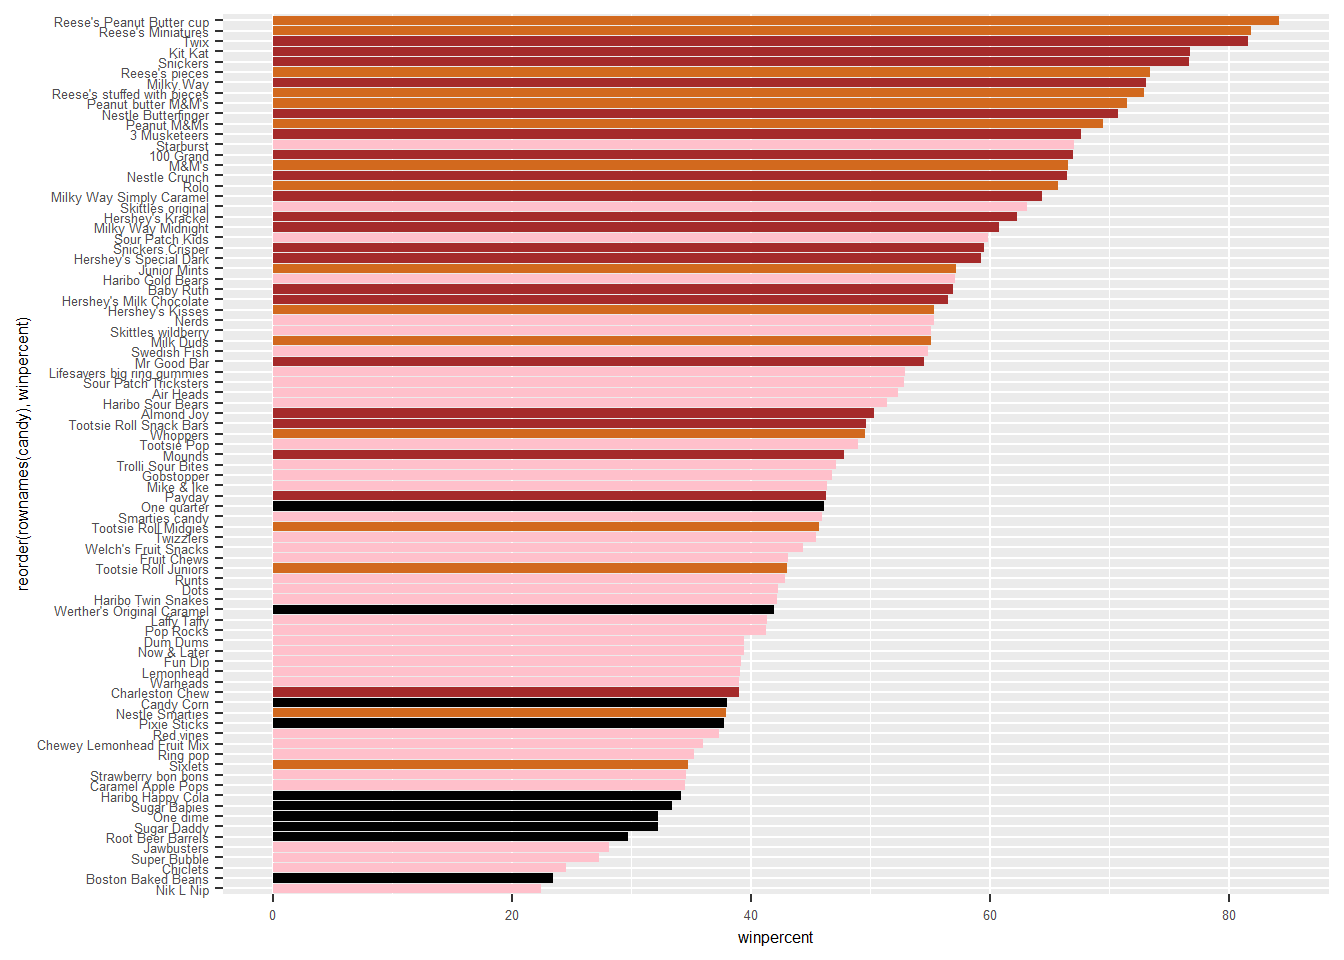 Reese's Peanut Butter cup
Reese's Miniatures
Twix
Kit Kat
Snickers
Reese's pieces
Milky Way
Reese's stuffed with pieces
Peanut butter M&M's
Nestle Butterfinger
Peanut M&Ms
3 Musketeers
Starburst
100 Grand
M&M's
Nestle Crunch
Rolo
Milky Way Simply Caramel
Skittles original
Hershey's Krackel
Milky Way Midnight
Sour Patch Kids
Snickers Crisper
Hershey's Special Dark
Junior Mints
Haribo Gold Bears
Baby Ruth
Hershey's Milk Chocolate
Hershey's Kisses
Nerds
Skittles wildberry
Milk Duds
Swedish Fish
Mr Good Bar
Lifesavers big ring gummies
Sour Patch Tricksters
Air Heads
Haribo Sour Bears
Almond Joy
Tootsie Roll Snack Bars
Whoppers
Tootsie Pop
Mounds
Trolli Sour Bites
Gobstopper
Mike & Ike
Payday
One quarter
Smarties candy
Tootsie Roll Midgies
Twizzlers
Welch's Fruit Snacks
Fruit Chews
Tootsie Roll Juniors
Runts
Dots
Haribo Twin Snakes
Werther's Original Caramel
Laffy Taffy
Pop Rocks
Dum Dums
Now & Later
Fun Dip
Lemonhead
Warheads
Charleston Chew
Candy Corn
Nestle Smarties
Pixie Sticks
Red vines
Chewey Lemonhead Fruit Mix
Ring pop
Sixlets
Strawberry bon bons
Caramel Apple Pops
Haribo Happy Cola
Sugar Babies
One dime
Sugar Daddy
Root Beer Barrels
Jawbusters
Super Bubble
Chiclets
Boston Baked Beans
Nik L Nip
reorder(rownames(candy), winpercent)
0 20 40 60 80
winpercent